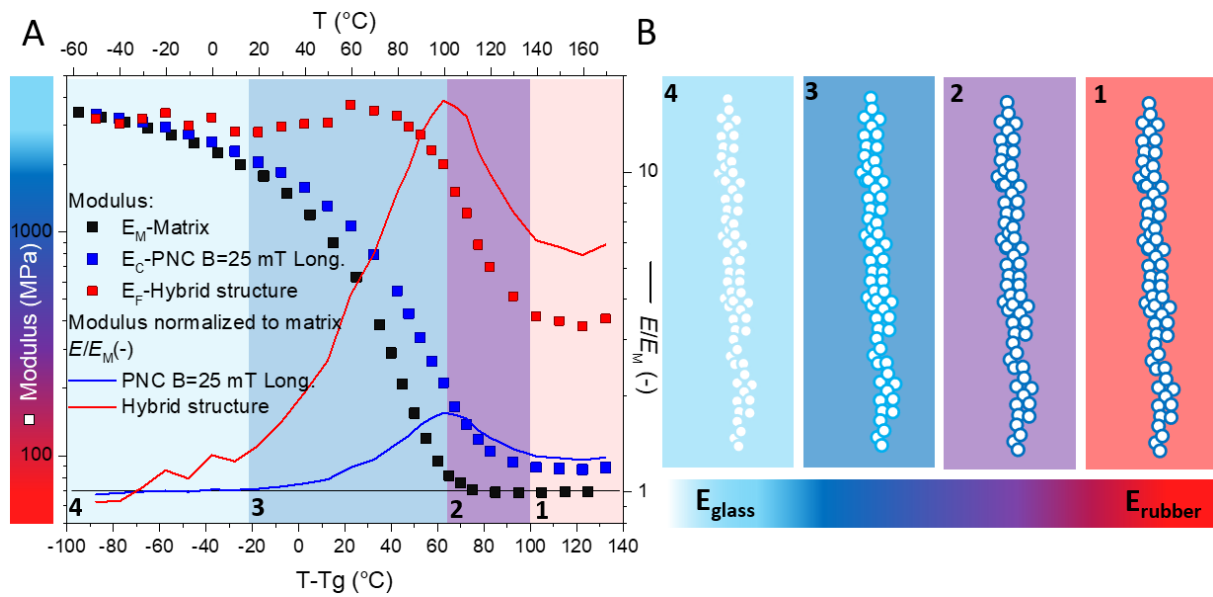 A
T (°C)
-60 -40 -20 0 20 40 60 80 100 120 140 160
Modulus (MPa)
1000
100
Modulus:
E_M-Matrix
E_C-PNC B=25 mT Long.
E_F-Hybrid structure
Modulus normalized to matrix
E/E_M(-)
PNC B=25 mT Long.
Hybrid structure
4 3 2 1
10
1
E/E_M (-)
-100 -80 -60 -40 -20 0 20 40 60 80 100 120 140
T-Tg (°C)
B
4 3 2 1
E_glass E_rubber